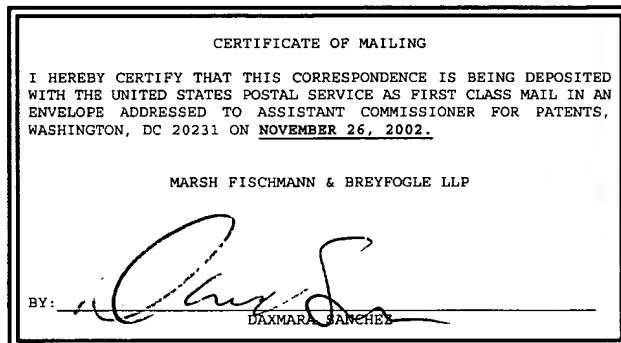 CERTIFICATE OF MAILING
I HEREBY CERTIFY THAT THIS CORRESPONDENCE IS BEING DEPOSITED
WITH THE UNITED STATES POSTAL SERVICE AS FIRST CLASS MAIL IN AN
ENVELOPE ADDRESSED TO ASSISTANT COMMISSIONER FOR PATENTS,
WASHINGTON, DC 20231 ON NOVEMBER 26, 2002.
MARSH FISCHMANN & BREYFOGLE LLP
BY:
DAXMARA SANCHEZ